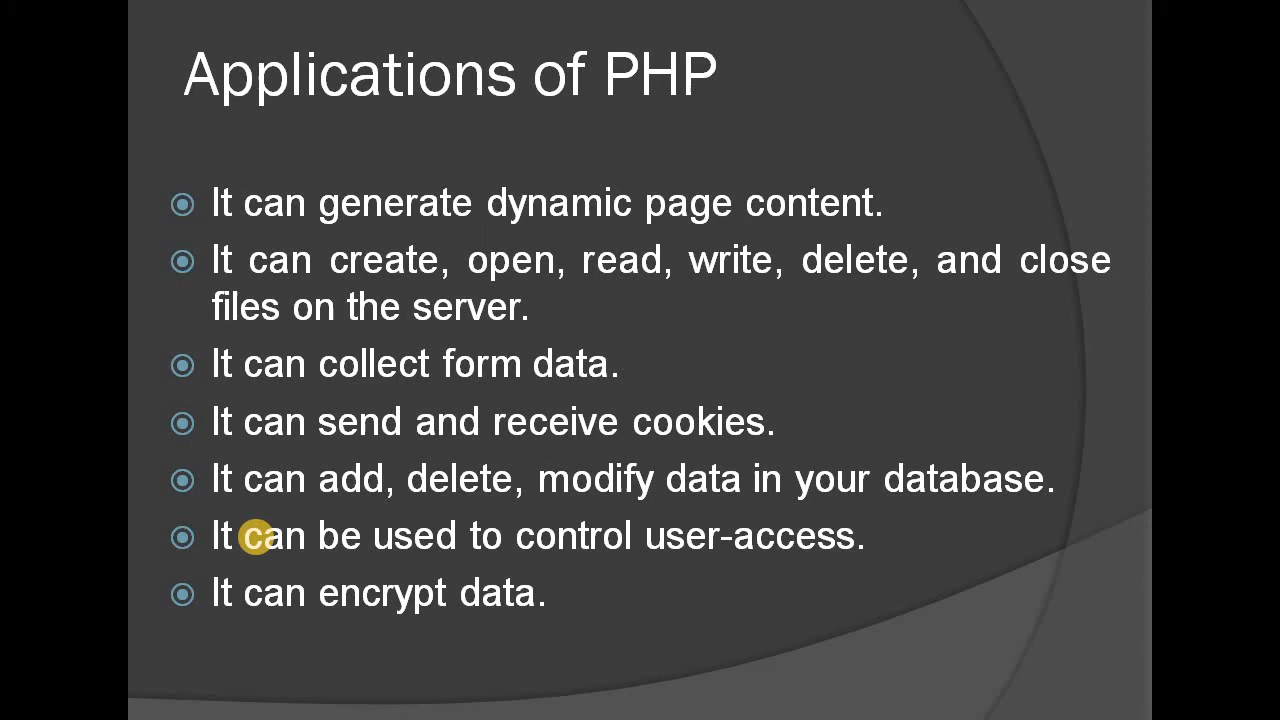 Applications of PHP
It can generate dynamic page content.
It can create, open, read, write, delete, and close
files on the server.
It can collect form data.
It can send and receive cookies.
It can add, delete, modify data in your database.
It can be used to control user-access.
It can encrypt data.